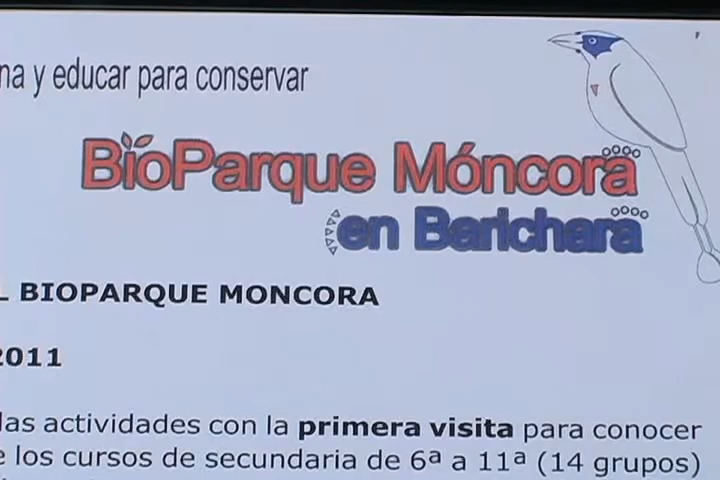 na y educar para conservar
BioParque Móncora
en Barichara
L BIOPARQUE MONCORA
2011
las actividades con la primera visita para conocer
e los cursos de secundaria de 6ª a 11ª (14 grupos)